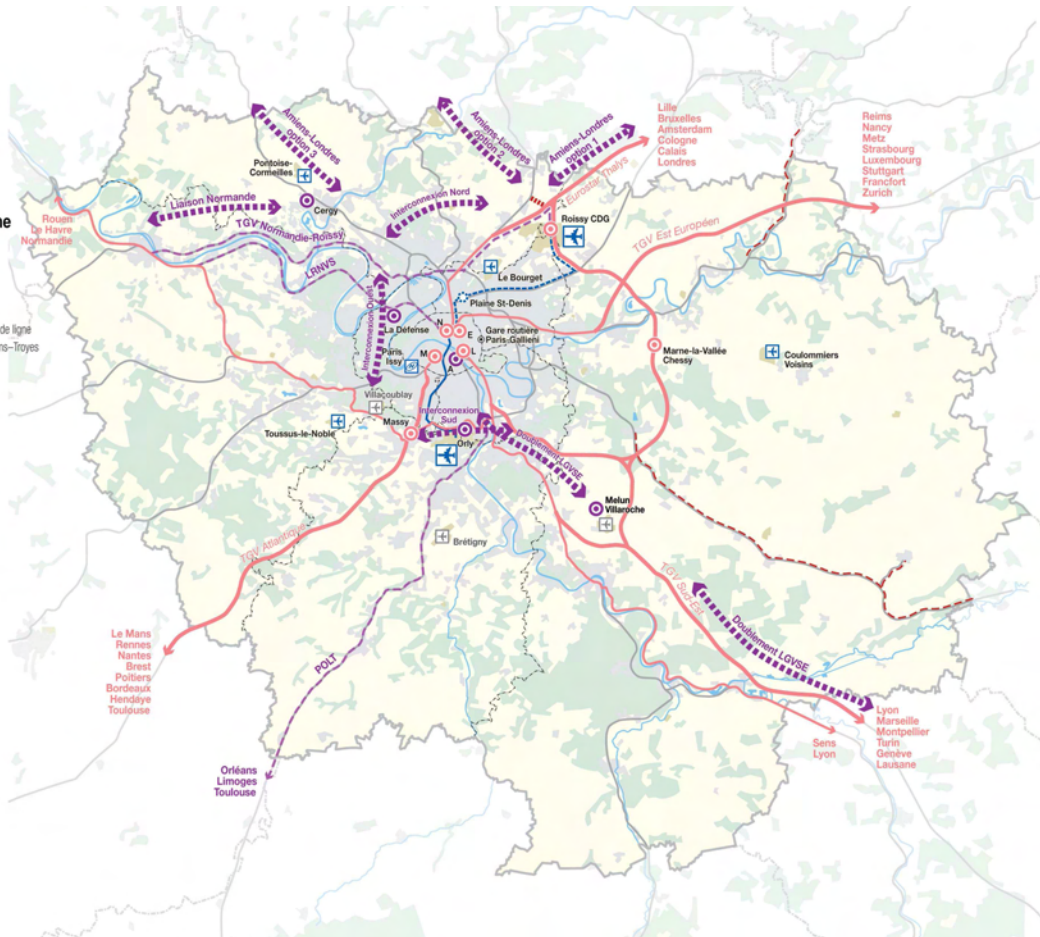 ne
de ligne
ns–Troyes
Amiens-Londres
option 3
Amiens-Londres
option 2
Amiens-Londres
option 1
Lille
Bruxelles
Amsterdam
Cologne
Calais
Londres
Reims
Nancy
Metz
Strasbourg
Luxembourg
Stuttgart
Francfort
Zurich
Pontoise-
Cormeilles
Cergy
Liaison Normande
Interconnexion Nord
Eurostar Thalys
Rouen
Le Havre
Normandie
TGV Normandie-Roissy
LRNVS
Roissy CDG
TGV Est Européen
Le Bourget
Plaine St-Denis
La Défense
Interconnexion Ouest
N
E
Gare routière
Paris-Gallieni
M
L
A
Paris
Issy
Marne-la-Vallée
Chessy
Coulommiers
Voisins
Villacoublay
Toussus-le-Noble
Massy
Interconnexion
Sud
Orly
Doublement LGVSE
Melun
Villaroche
Brétigny
TGV Atlantique
TGV Sud-Est
Doublement LGVSE
POLT
Le Mans
Rennes
Nantes
Brest
Poitiers
Bordeaux
Hendaye
Toulouse
Orléans
Limoges
Toulouse
Sens
Lyon
Lyon
Marseille
Montpellier
Turin
Genève
Lausane